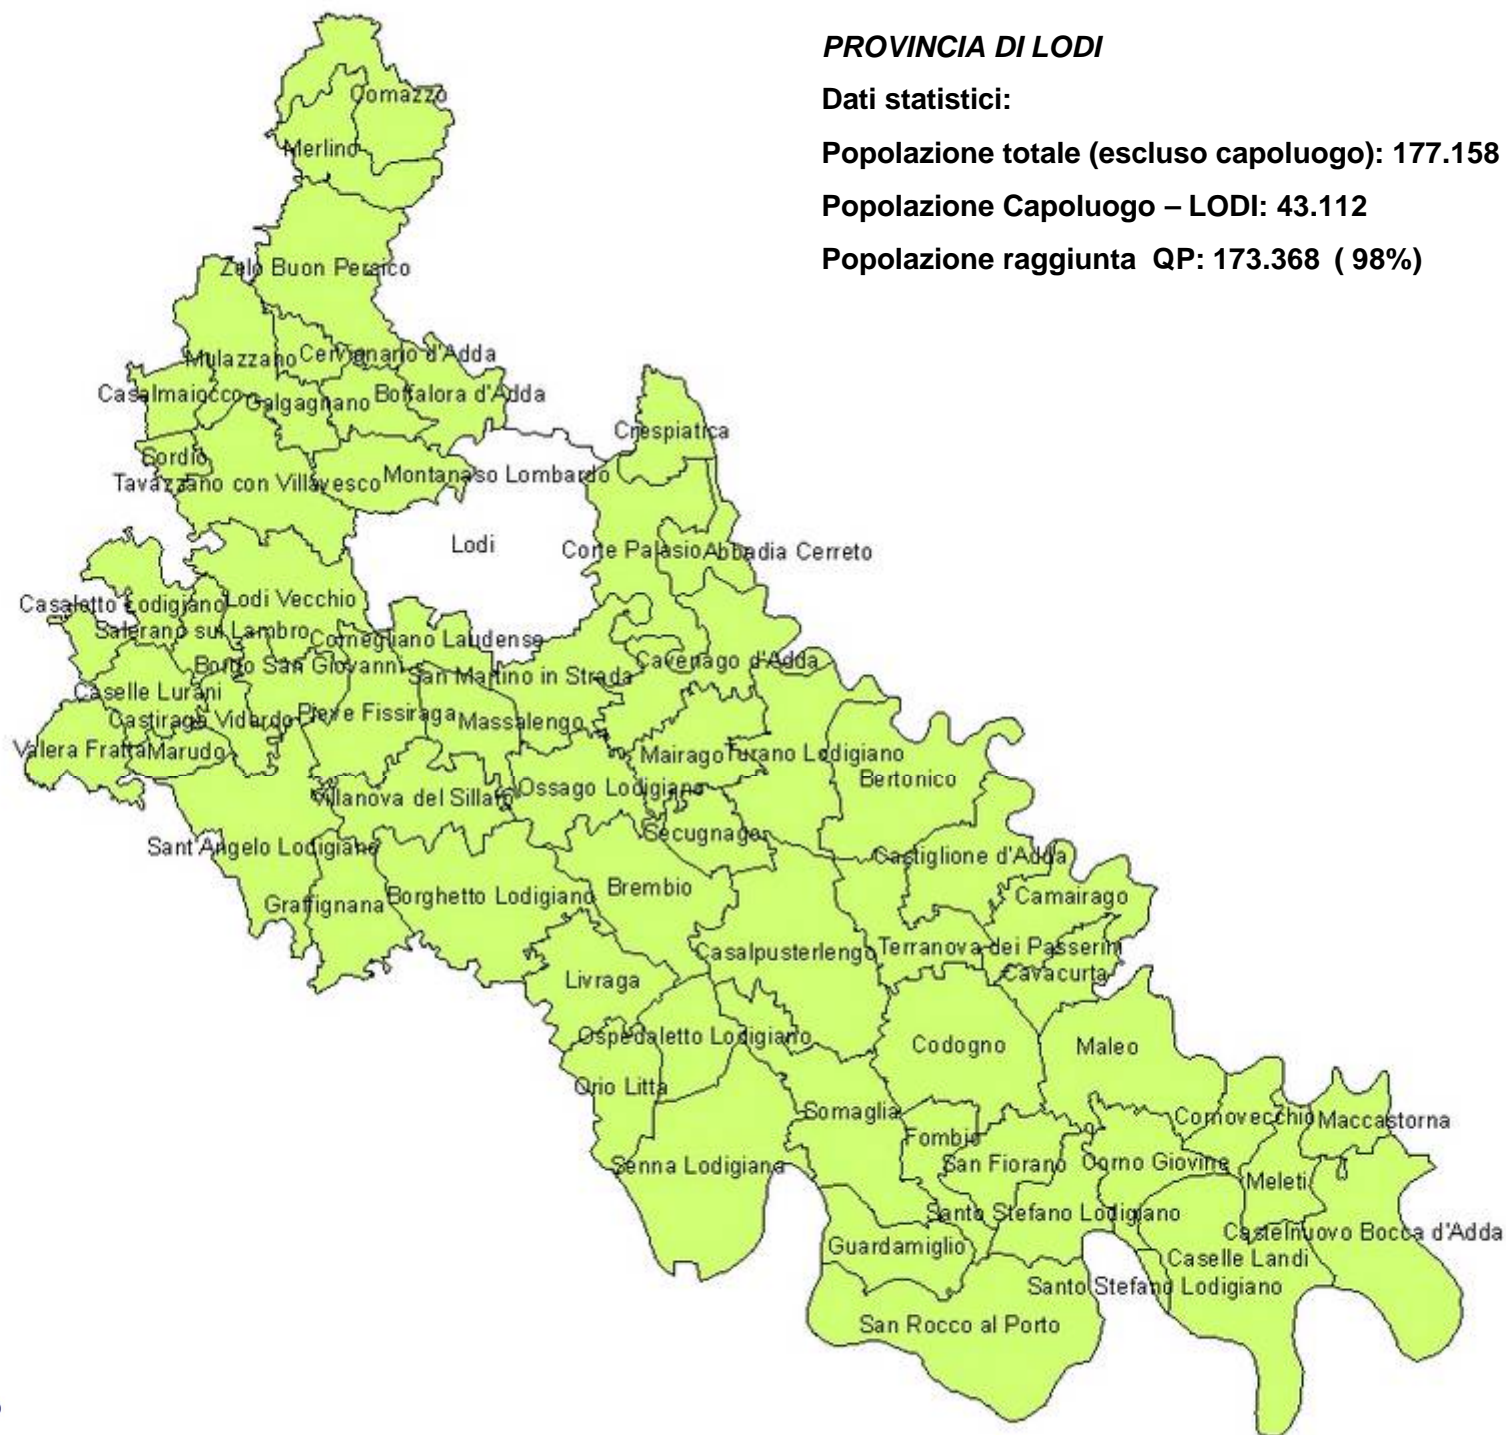 PROVINCIA DI LODI
Dati statistici:
Popolazione totale (escluso capoluogo): 177.158
Popolazione Capoluogo – LODI: 43.112
Popolazione raggiunta QP: 173.368 ( 98%)
Comazzo
Merlino
Zelo Buon Persico
Mulazzano
Cervignano d'Adda
Casalmaiocco
Galgagnano
Boffalora d'Adda
Crespiatica
Sordio
Tavazzano con Villavesco
Montanaso Lombardo
Lodi
Corte Palasio
Abbadia Cerreto
Casaletto Lodigiano
Lodi Vecchio
Salerano sul Lambro
Cornegliano Laudense
Borgo San Giovanni
San Martino in Strada
Cavenago d'Adda
Caselle Lurani
Castiraga Vidardo
Pieve Fissiraga
Massalengo
Valera Fratta
Marudo
Mairago
Turano Lodigiano
Bertonico
Villanova del Sillaro
Ossago Lodigiano
Secugnago
Sant'Angelo Lodigiano
Castiglione d'Adda
Graffignana
Borghetto Lodigiano
Brembio
Camairago
Casalpusterlengo
Terranova dei Passerini
Livraga
Cavacurta
Ospedaletto Lodigiano
Codogno
Maleo
Orio Litta
Somaglia
Cornovecchio
Maccastorna
Fombio
Senna Lodigiana
San Fiorano
Corno Giovine
Meleti
Santo Stefano Lodigiano
Castelnuovo Bocca d'Adda
Guardamiglio
Caselle Landi
Santo Stefano Lodigiano
San Rocco al Porto